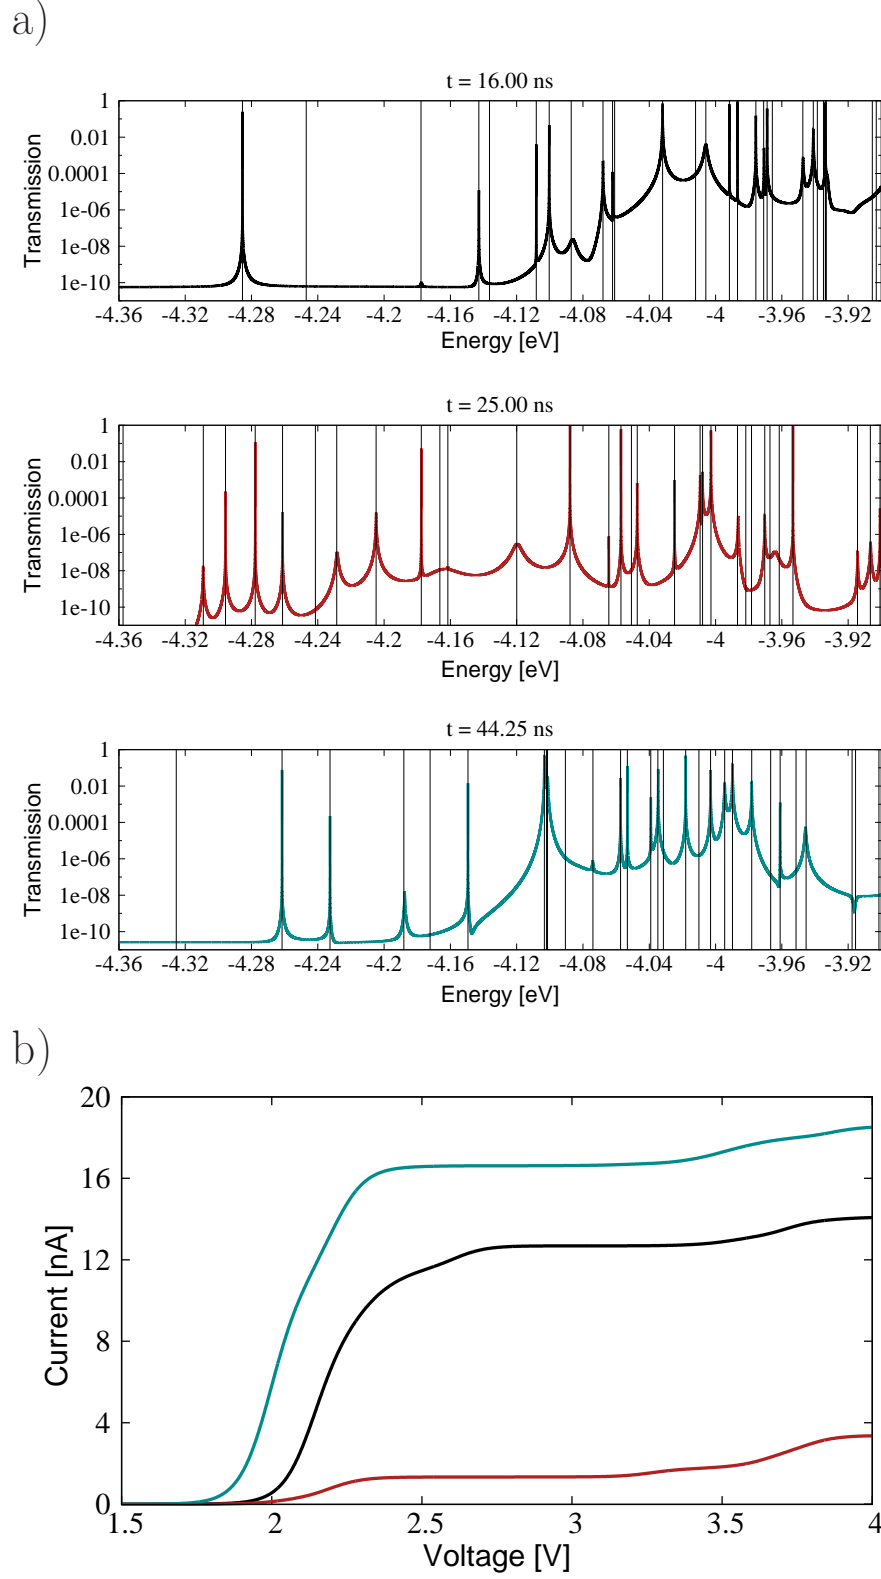 a)
t = 16.00 ns
Transmission
1
0.01
0.0001
1e-06
1e-08
1e-10
-4.36 -4.32 -4.28 -4.24 -4.20 -4.16 -4.12 -4.08 -4.04 -4 -3.96 -3.92
Energy [eV]
t = 25.00 ns
Transmission
1
0.01
0.0001
1e-06
1e-08
1e-10
-4.36 -4.32 -4.28 -4.24 -4.20 -4.16 -4.12 -4.08 -4.04 -4 -3.96 -3.92
Energy [eV]
t = 44.25 ns
Transmission
1
0.01
0.0001
1e-06
1e-08
1e-10
-4.36 -4.32 -4.28 -4.24 -4.20 -4.16 -4.12 -4.08 -4.04 -4 -3.96 -3.92
Energy [eV]
b)
Current [nA]
20
16
12
8
4
0
1.5 2 2.5 3 3.5 4
Voltage [V]